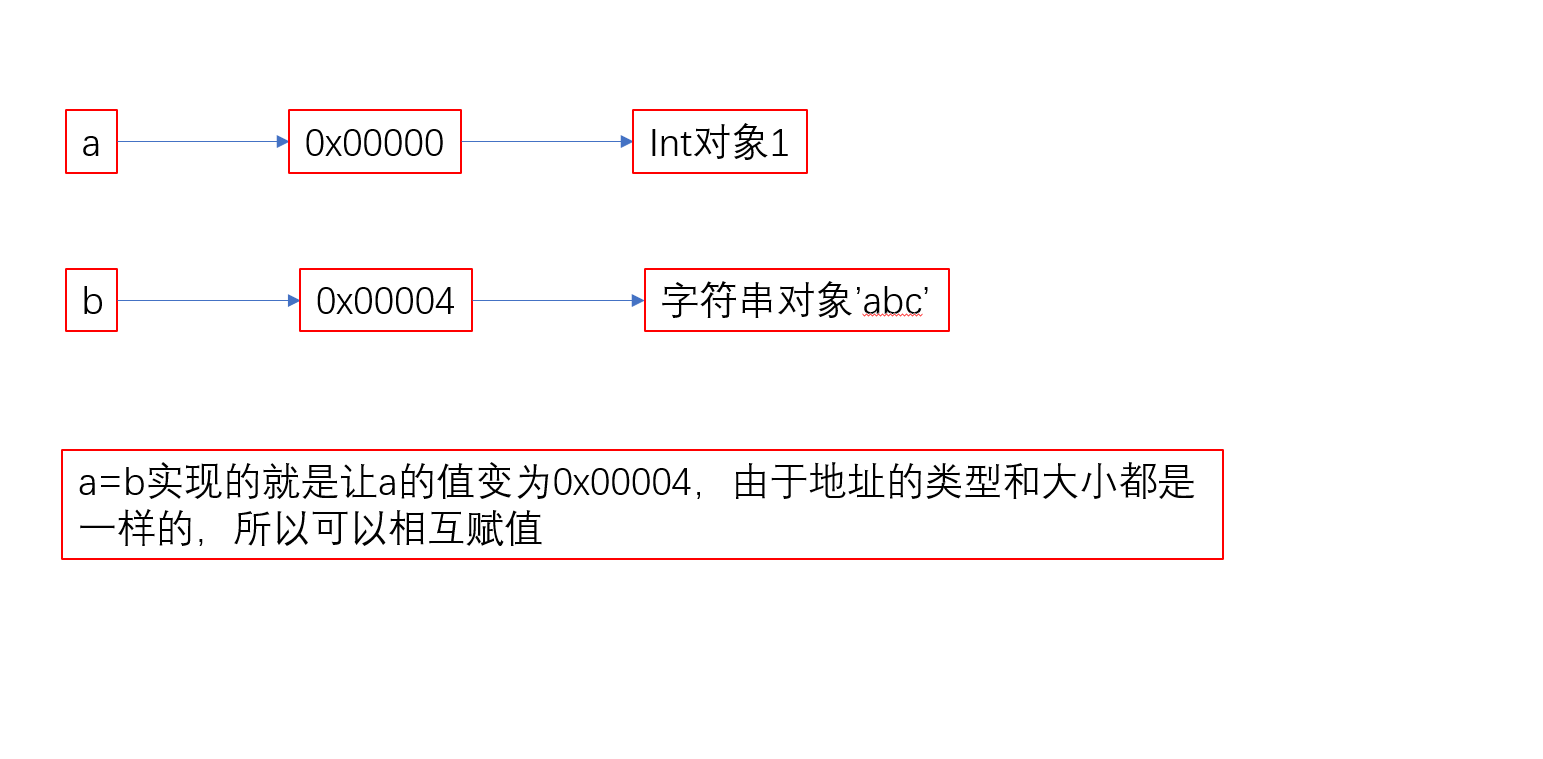 a
0x00000
Int对象1
b
0x00004
字符串对象’abc’
a=b实现的就是让a的值变为0x00004，由于地址的类型和大小都是
一样的，所以可以相互赋值